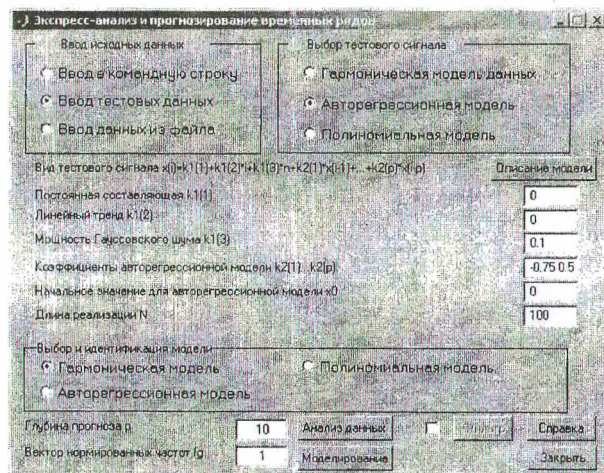 Экспресс-анализ и прогнозирование временных рядов
Ввод исходных данных
Выбор тестового сигнала
Ввод в командную строку
Гармоническая модель данных
Ввод тестовых данных
Авторегрессионная модель
Ввод данных из файла
Полиномиальная модель
Вид тестового сигнала x(i)=k1(1)+k1(2)*i+k1(3)*n+k2(1)*x(i-1)+...+k2(p)*x(i-p)
Описание модели
Постоянная составляющая k1(1)
0
Линейный тренд k1(2)
0
Мощность Гауссовского шума k1(3)
0.1
Коэффициенты авторегрессионной модели k2(1)...k2(p)
-0.75 0.5
Начальное значение для авторегрессионной модели x0
0
Длина реализации N
100
Выбор и идентификация модели
Гармоническая модель
Полиномиальная модель
Авторегрессионная модель
Глубина прогноза p
10
Анализ данных
Справка
Вектор нормированных частот fg
1
Моделирование
Закрыть